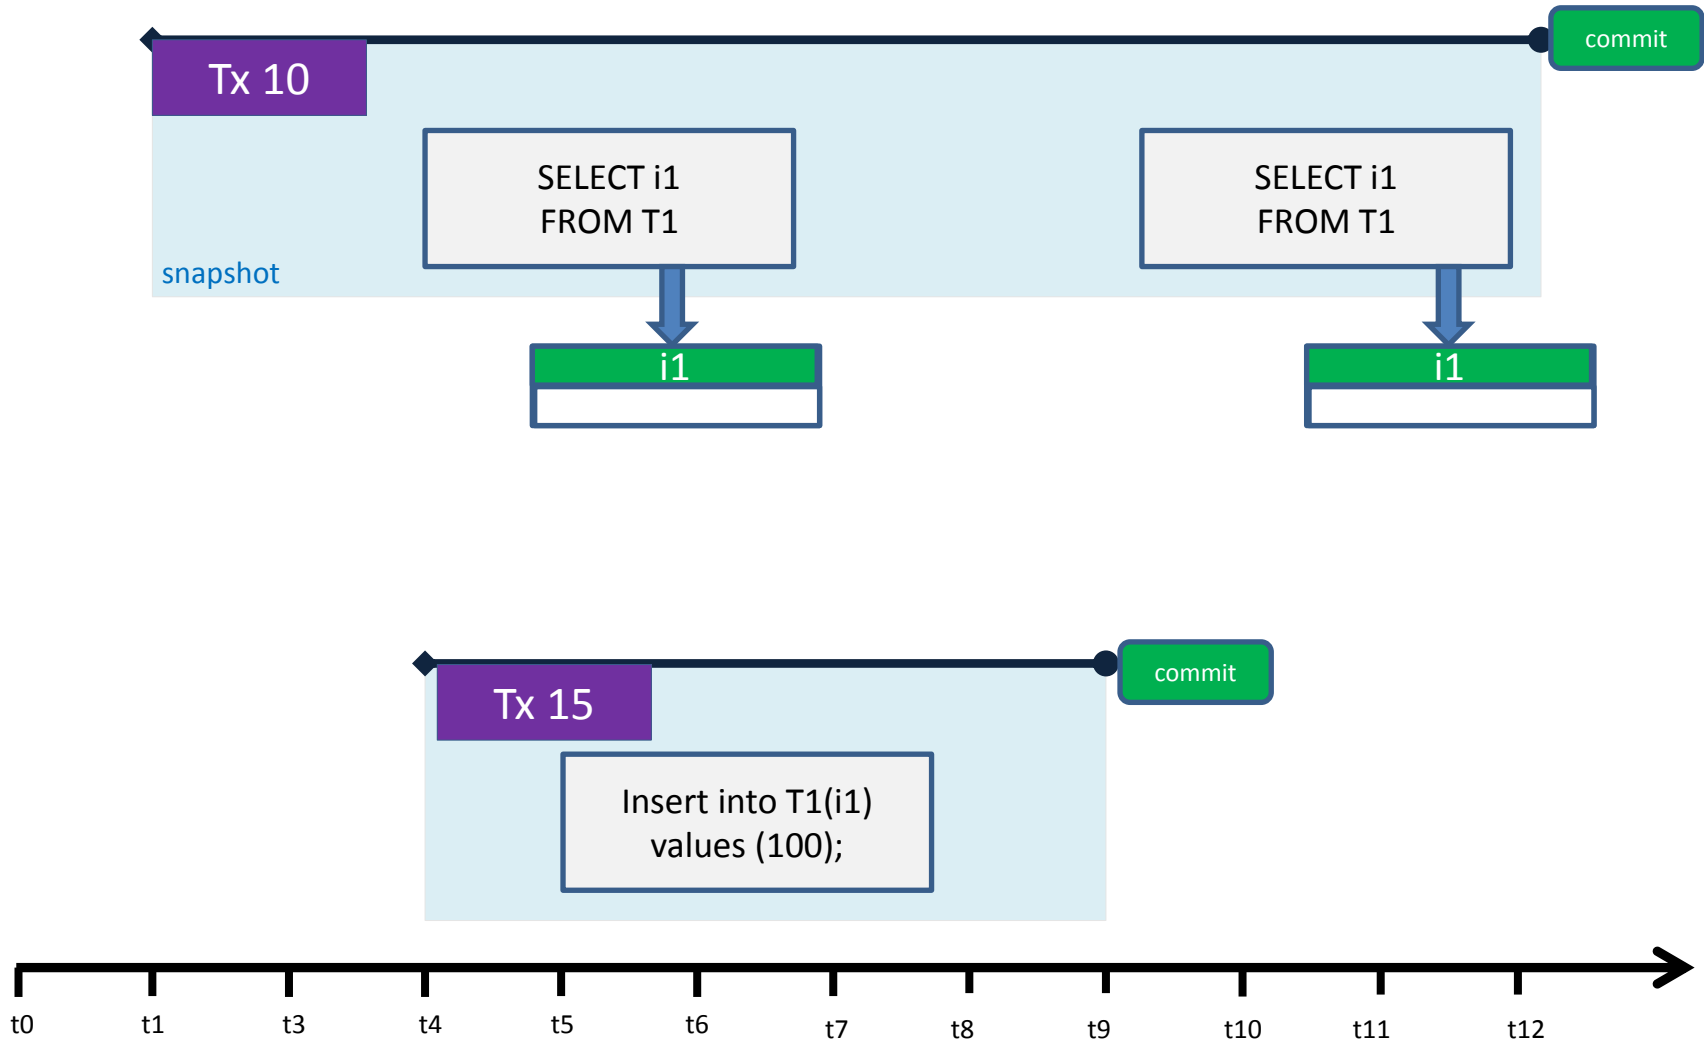 commit
Tx 10
SELECT i1
FROM T1
SELECT i1
FROM T1
snapshot
i1
i1
commit
Tx 15
Insert into T1(i1)
values (100);
t0
t1
t3
t4
t5
t6
t7
t8
t9
t10
t11
t12